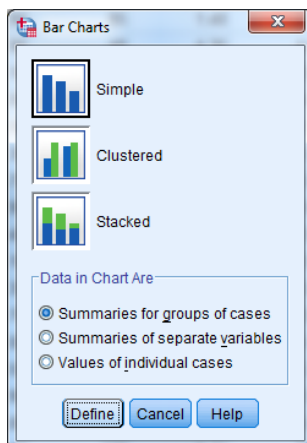 Bar Charts
Simple
Clustered
Stacked
Data in Chart Are
Summaries for groups of cases
Summaries of separate variables
Values of individual cases
Define Cancel Help